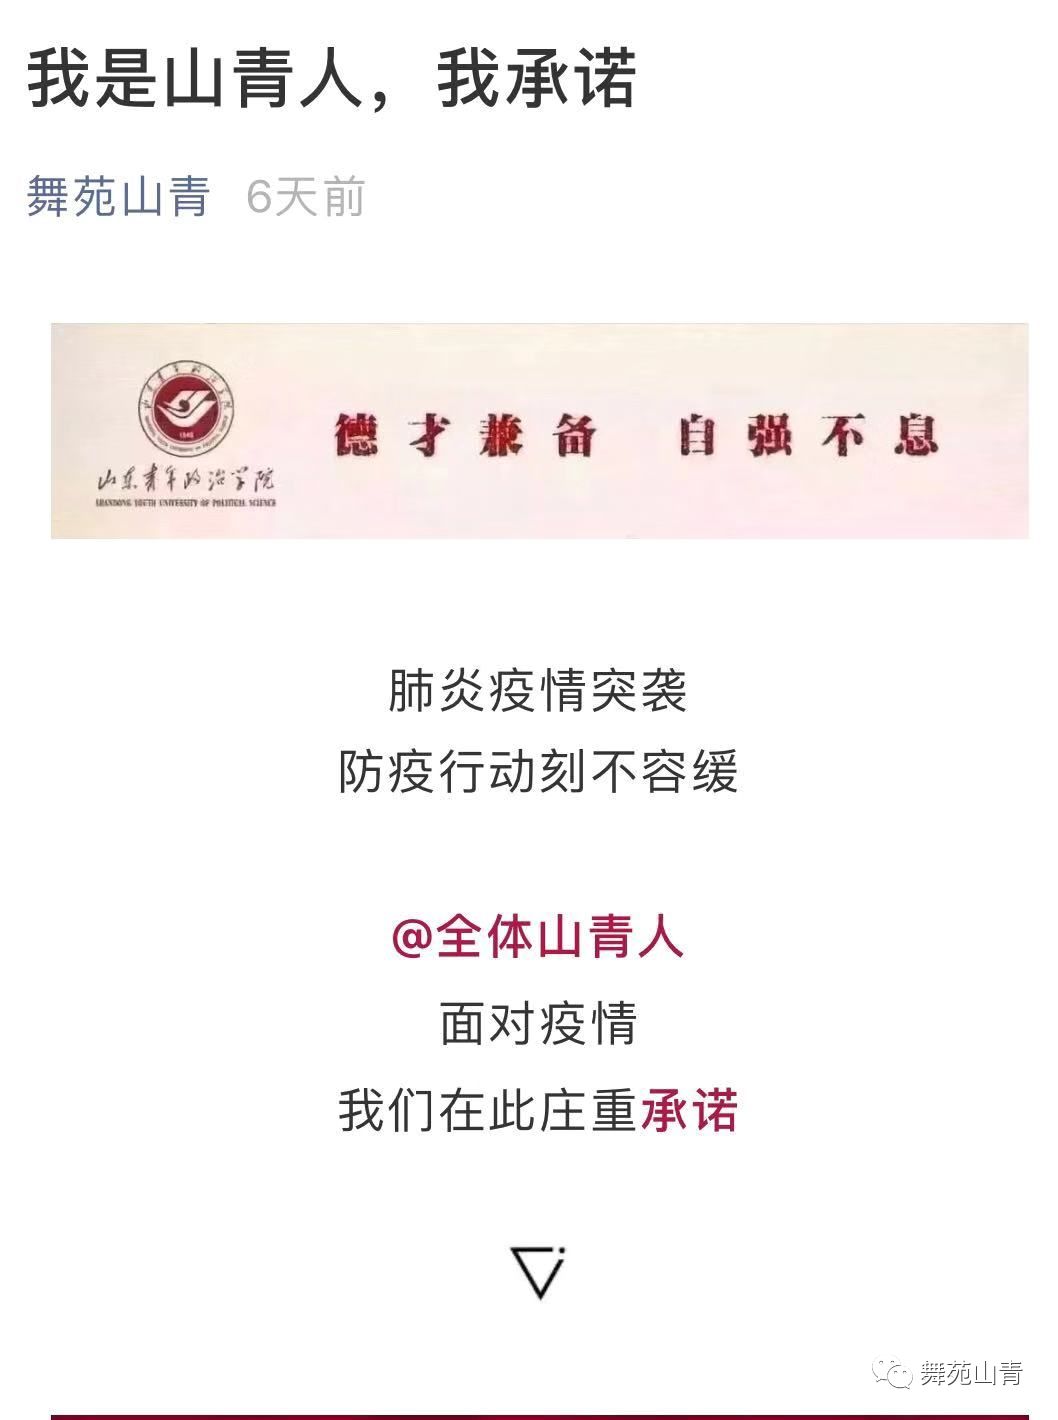 我是山青人，我承诺
舞苑山青 6天前
山东青年政治学院
SHANDONG YOUTH UNIVERSITY OF POLITICAL SCIENCE
德才兼备 自强不息
肺炎疫情突袭
防疫行动刻不容缓
@全体山青人
面对疫情
我们在此庄重承诺
舞苑山青